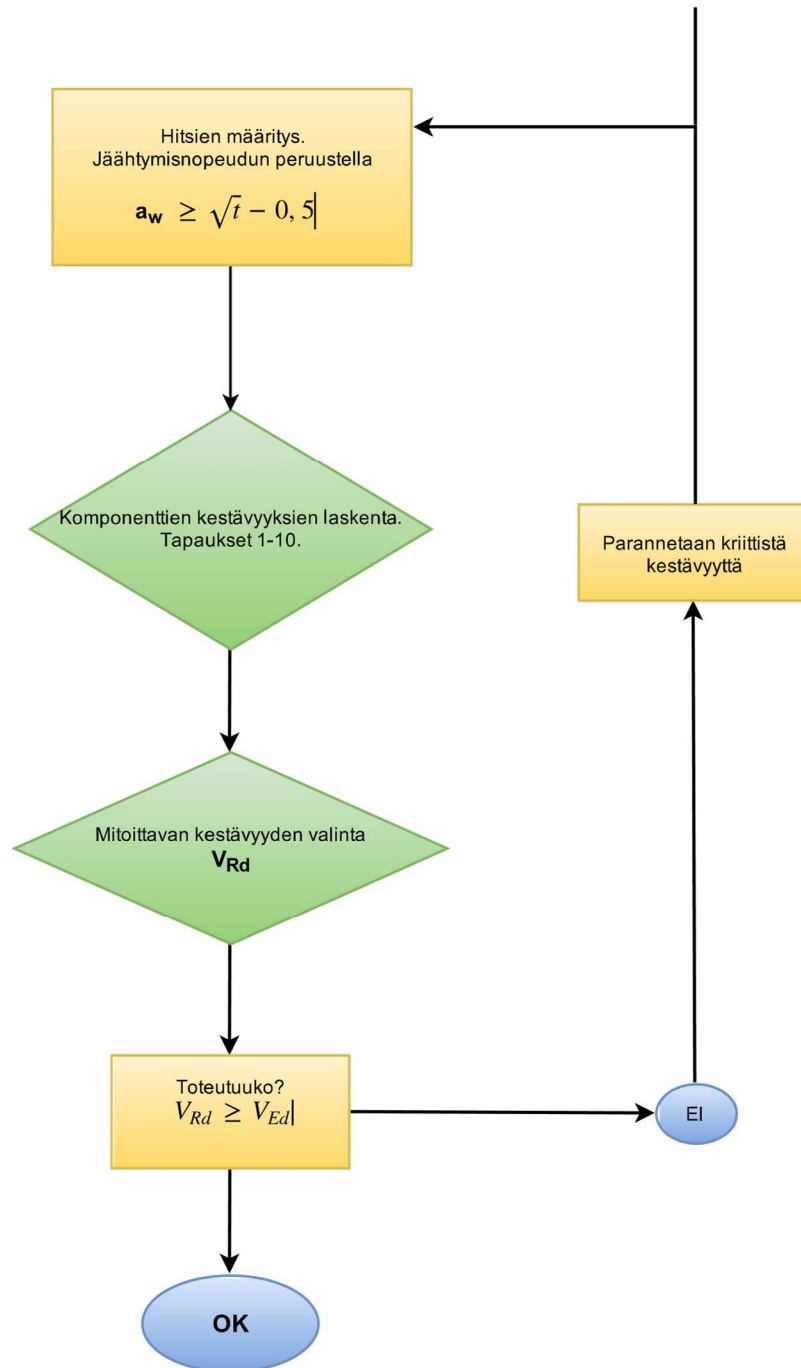 Hitsien määritys.
Jäähtymisnopeudun peruustella
a_w ≥ √t − 0, 5|
Komponenttien kestävyyksien laskenta.
Tapaukset 1-10.
Parannetaan kriittistä
kestävyyttä
Mitoittavan kestävyyden valinta
V_Rd
Toteutuuko?
V_Rd ≥ V_Ed|
EI
OK